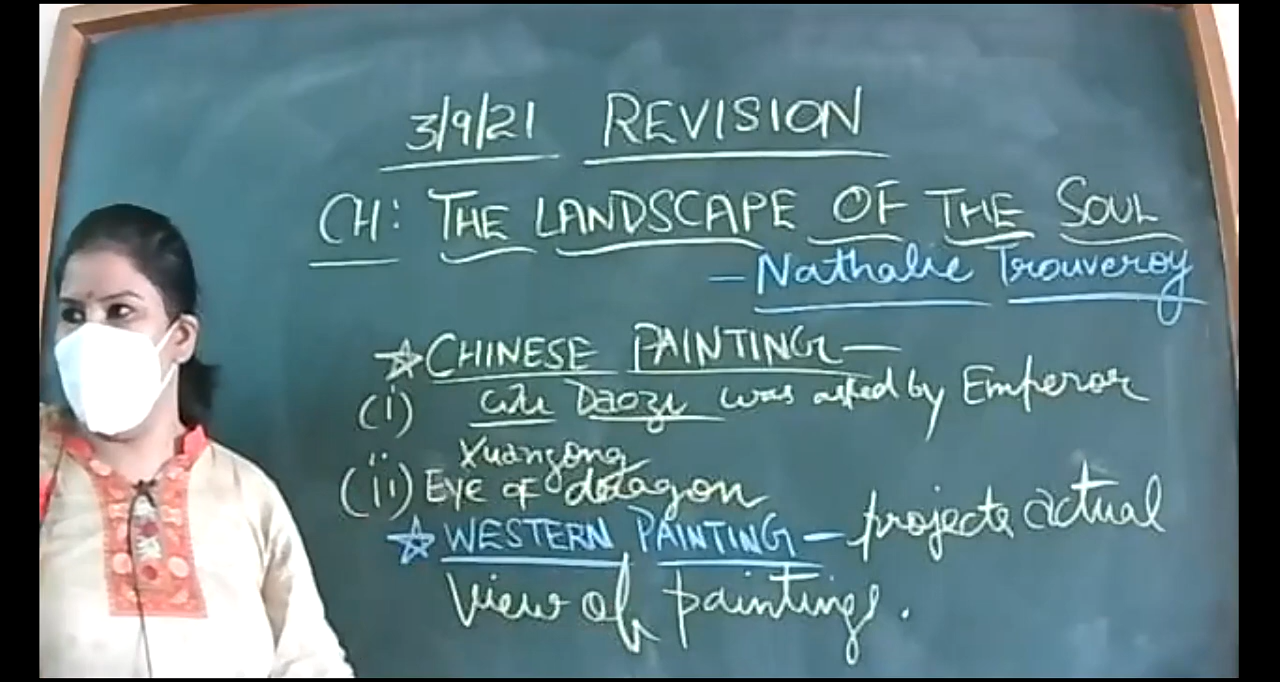 3/9/21 REVISION
CH: THE LANDSCAPE OF THE SOUL
- Nathalie Trouveroy
☆ CHINESE PAINTING -
(i) Wu Daozi was asked by Emperor
Xuanzong
(ii) Eye of dragon
☆ WESTERN PAINTING - projects actual
view of paintings.